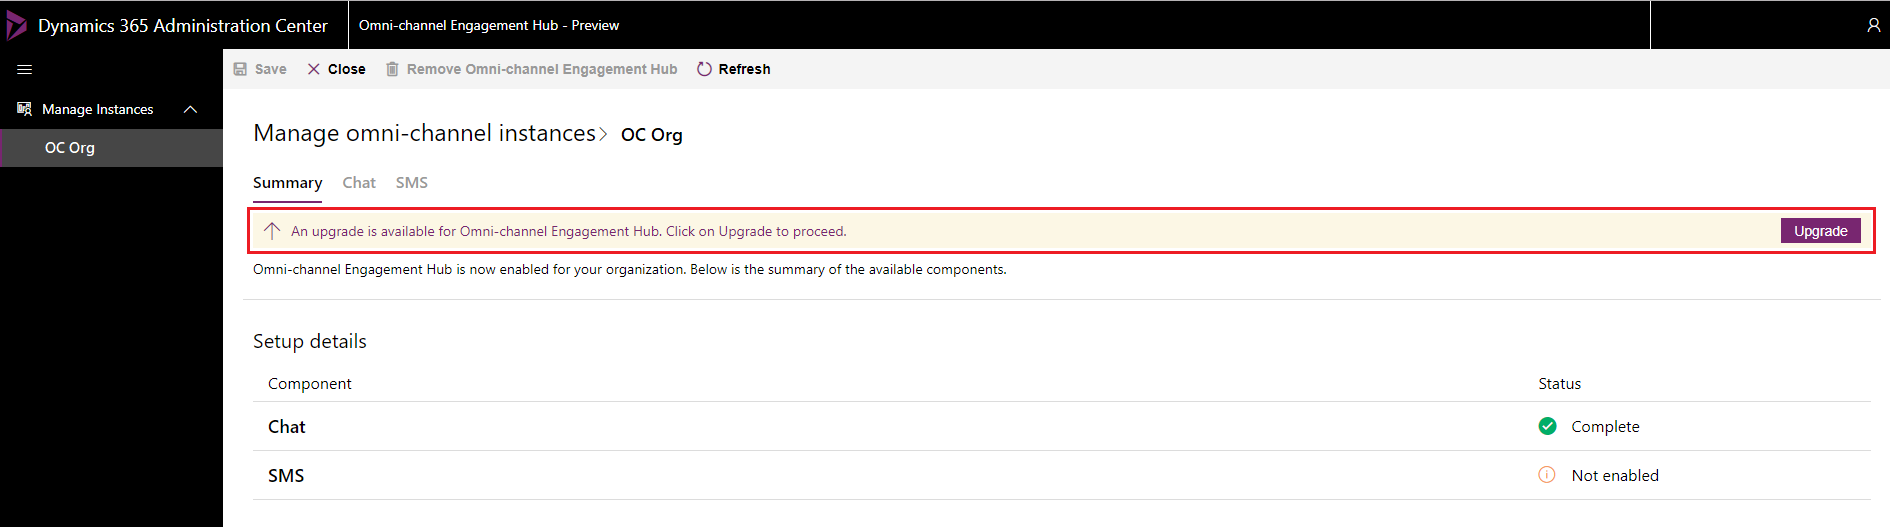 Dynamics 365 Administration Center
Omni-channel Engagement Hub - Preview
Save
Close
Remove Omni-channel Engagement Hub
Refresh
Manage Instances
OC Org
Manage omni-channel instances> OC Org
Summary
Chat
SMS
An upgrade is available for Omni-channel Engagement Hub. Click on Upgrade to proceed.
Upgrade
Omni-channel Engagement Hub is now enabled for your organization. Below is the summary of the available components.
Setup details
Component
Status
Chat
Complete
SMS
Not enabled